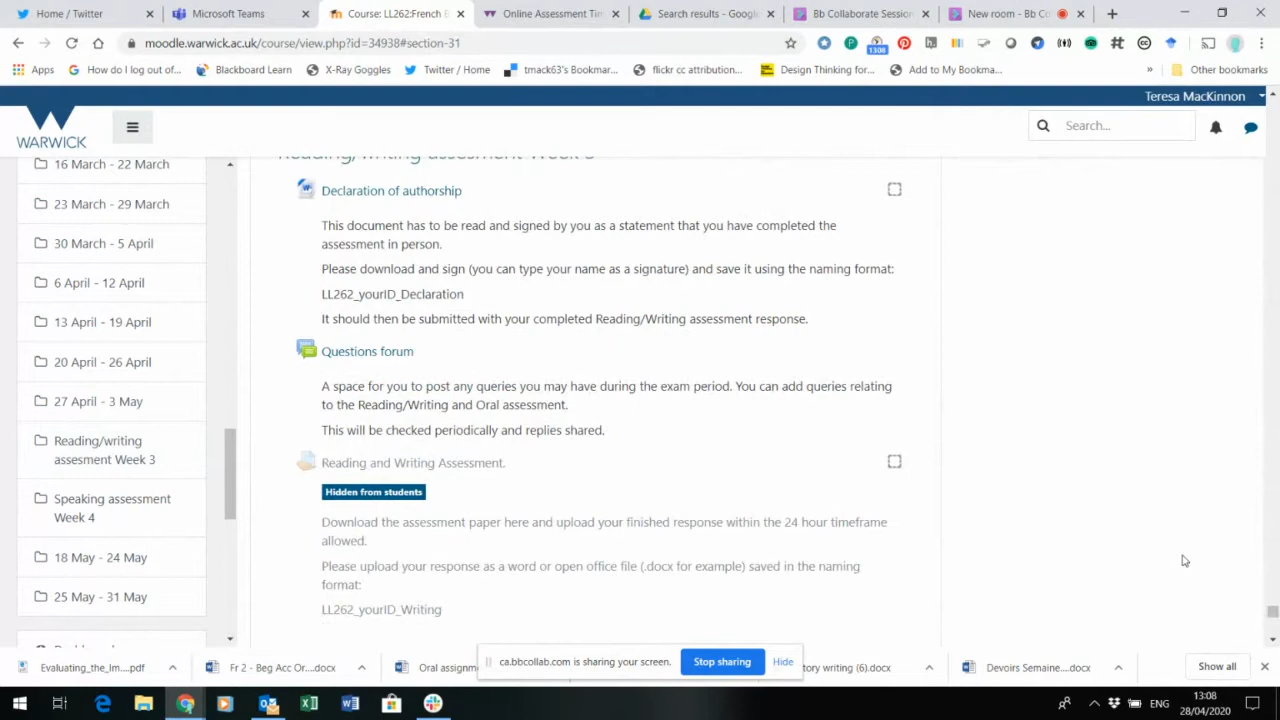 Home / Twitter
Microsoft Teams
Course: LL262:French
Online Assessment Tim
Search results - Google
Bb Collaborate Session
New room - Bb Co
moodle.warwick.ac.uk/course/view.php?id=34938#section-31
1308
Apps
How do I log out of...
Blackboard Learn
X-Ray Goggles
Twitter / Home
tmack63's Bookmar...
flickr cc attribution...
Design Thinking for...
Add to My Bookma...
»
Other bookmarks
Teresa MacKinnon
WARWICK
Search...
Reading/writing assesment Week 3
16 March - 22 March
23 March - 29 March
30 March - 5 April
6 April - 12 April
13 April - 19 April
20 April - 26 April
27 April - 3 May
Reading/writing
assesment Week 3
Speaking assessment
Week 4
18 May - 24 May
25 May - 31 May
Declaration of authorship
This document has to be read and signed by you as a statement that you have completed the
assessment in person.
Please download and sign (you can type your name as a signature) and save it using the naming format:
LL262_yourID_Declaration
It should then be submitted with your completed Reading/Writing assessment response.
Questions forum
A space for you to post any queries you may have during the exam period. You can add queries relating
to the Reading/Writing and Oral assessment.
This will be checked periodically and replies shared.
Reading and Writing Assessment.
Hidden from students
Download the assessment paper here and upload your finished response within the 24 hour timeframe
allowed.
Please upload your response as a word or open office file (.docx for example) saved in the naming
format:
LL262_yourID_Writing
ca.bbcollab.com is sharing your screen.
Stop sharing
Hide
Evaluating_the_Im....pdf
Fr 2 - Beg Acc Or....docx
Oral assignm
tory writing (6).docx
Devoirs Semaine....docx
Show all
ENG
13:08
28/04/2020